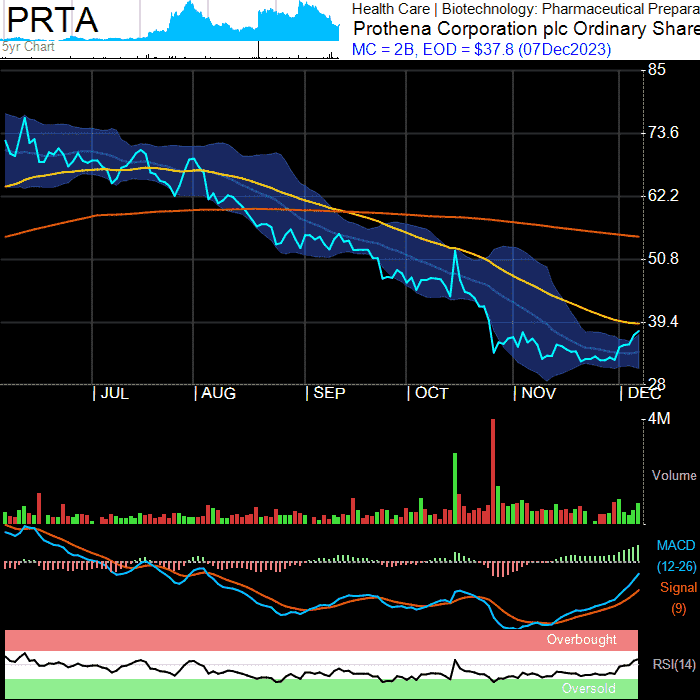 PRTA
5yr Chart
Health Care | Biotechnology: Pharmaceutical Prepara
Prothena Corporation plc Ordinary Share
MC = 2B, EOD = $37.8 (07Dec2023)
85
73.6
62.2
50.8
39.4
28
JUL
AUG
SEP
OCT
NOV
DEC
4M
Volume
MACD
(12-26)
Signal
(9)
Overbought
RSI(14)
Oversold